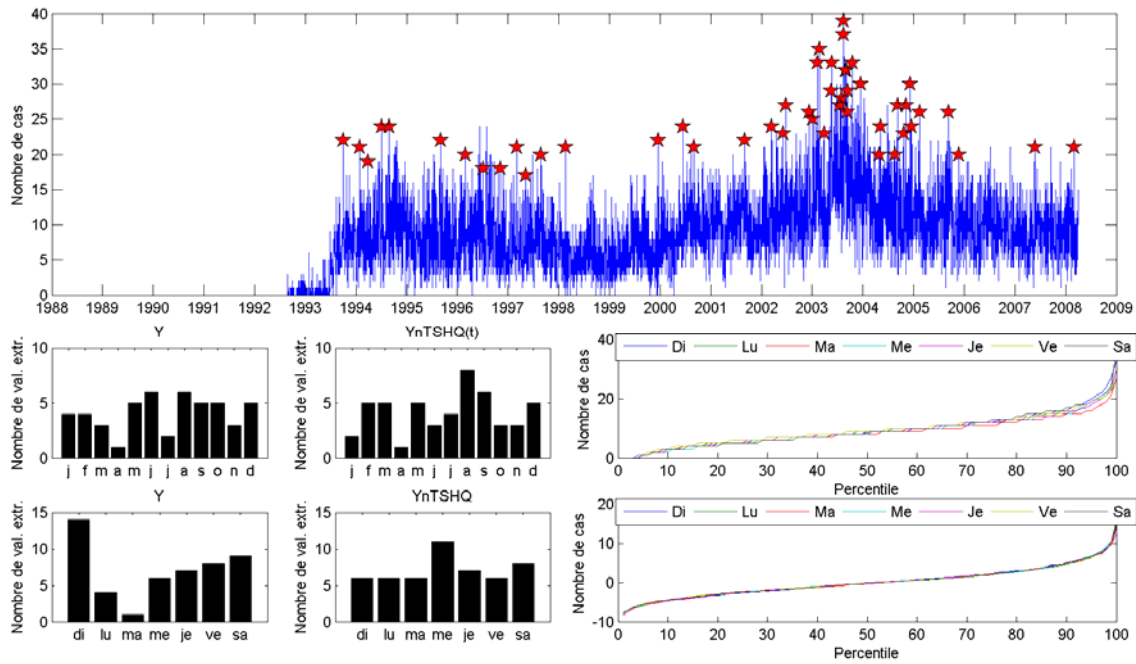 40
35
30
25
20
15
10
5
0
Nombre de cas
1988 1989 1990 1991 1992 1993 1994 1995 1996 1997 1998 1999 2000 2001 2002 2003 2004 2005 2006 2007 2008 2009
Y
10
5
0
Nombre de val. extr.
j f m a m j j a s o n d
YnTSHQ(t)
10
5
0
Nombre de val. extr.
j f m a m j j a s o n d
40
20
0
Nombre de cas
Di Lu Ma Me Je Ve Sa
0 10 20 30 40 50 60 70 80 90 100
Percentile
Y
15
10
5
0
Nombre de val. extr.
di lu ma me je ve sa
YnTSHQ
15
10
5
0
Nombre de val. extr.
di lu ma me je ve sa
20
10
0
-10
Nombre de cas
Di Lu Ma Me Je Ve Sa
0 10 20 30 40 50 60 70 80 90 100
Percentile